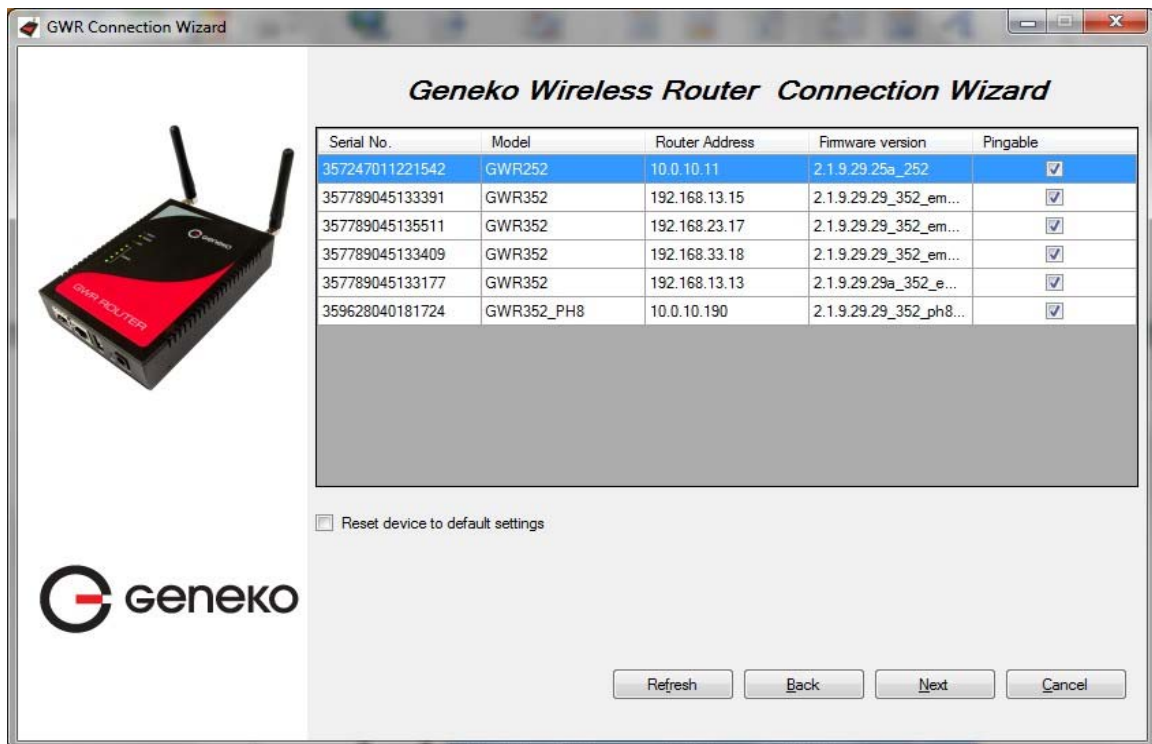 GWR Connection Wizard
Geneko Wireless Router Connection Wizard
Serial No. Model Router Address Firmware version Pingable
357247011221542 GWR252 10.0.10.11 2.1.9.29.25a_252
357789045133391 GWR352 192.168.13.15 2.1.9.29.29_352_em...
357789045135511 GWR352 192.168.23.17 2.1.9.29.29_352_em...
357789045133409 GWR352 192.168.33.18 2.1.9.29.29_352_em...
357789045133177 GWR352 192.168.13.13 2.1.9.29.29a_352_e...
359628040181724 GWR352_PH8 10.0.10.190 2.1.9.29.29_352_ph8...
GENEKO
GWR ROUTER
Reset device to default settings
GENEKO
Refresh Back Next Cancel